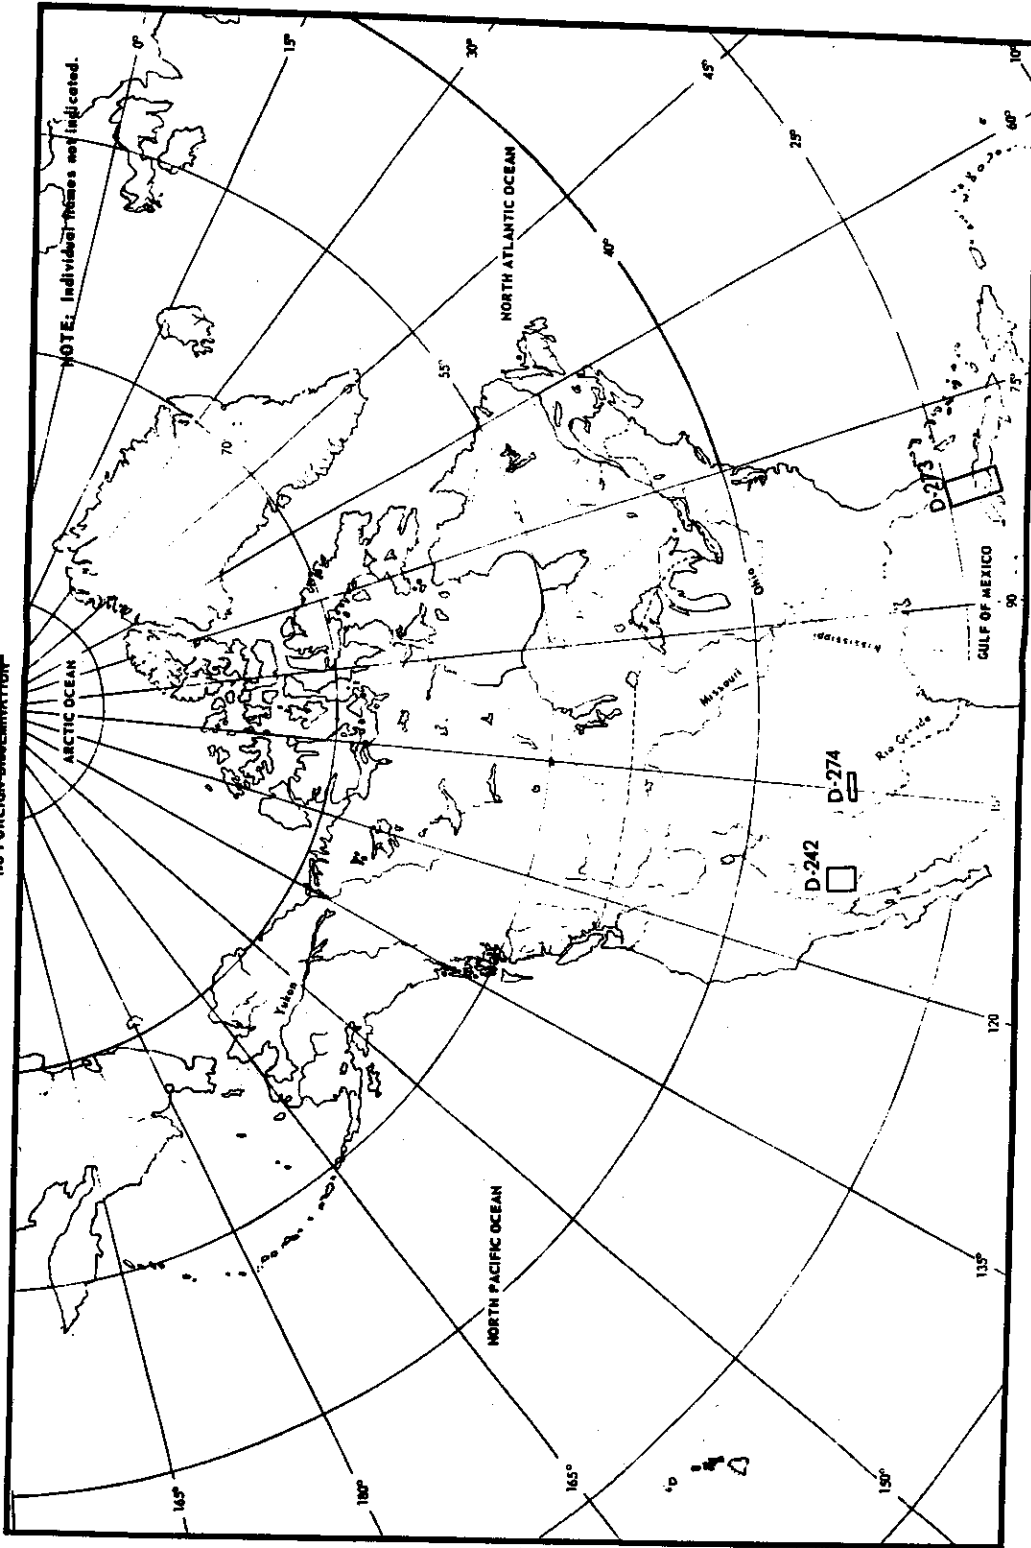 NOTE: Individual frames not indicated.
ARCTIC OCEAN
0°
15°
30°
45°
60°
10°
25°
40°
55°
70
NORTH ATLANTIC OCEAN
Yukon
Missouri
Ohio
Mississippi
Rio Grande
GULF OF MEXICO
D-273
D-274
D-242
75°
90
120
135°
150°
165°
180°
165°
NORTH PACIFIC OCEAN